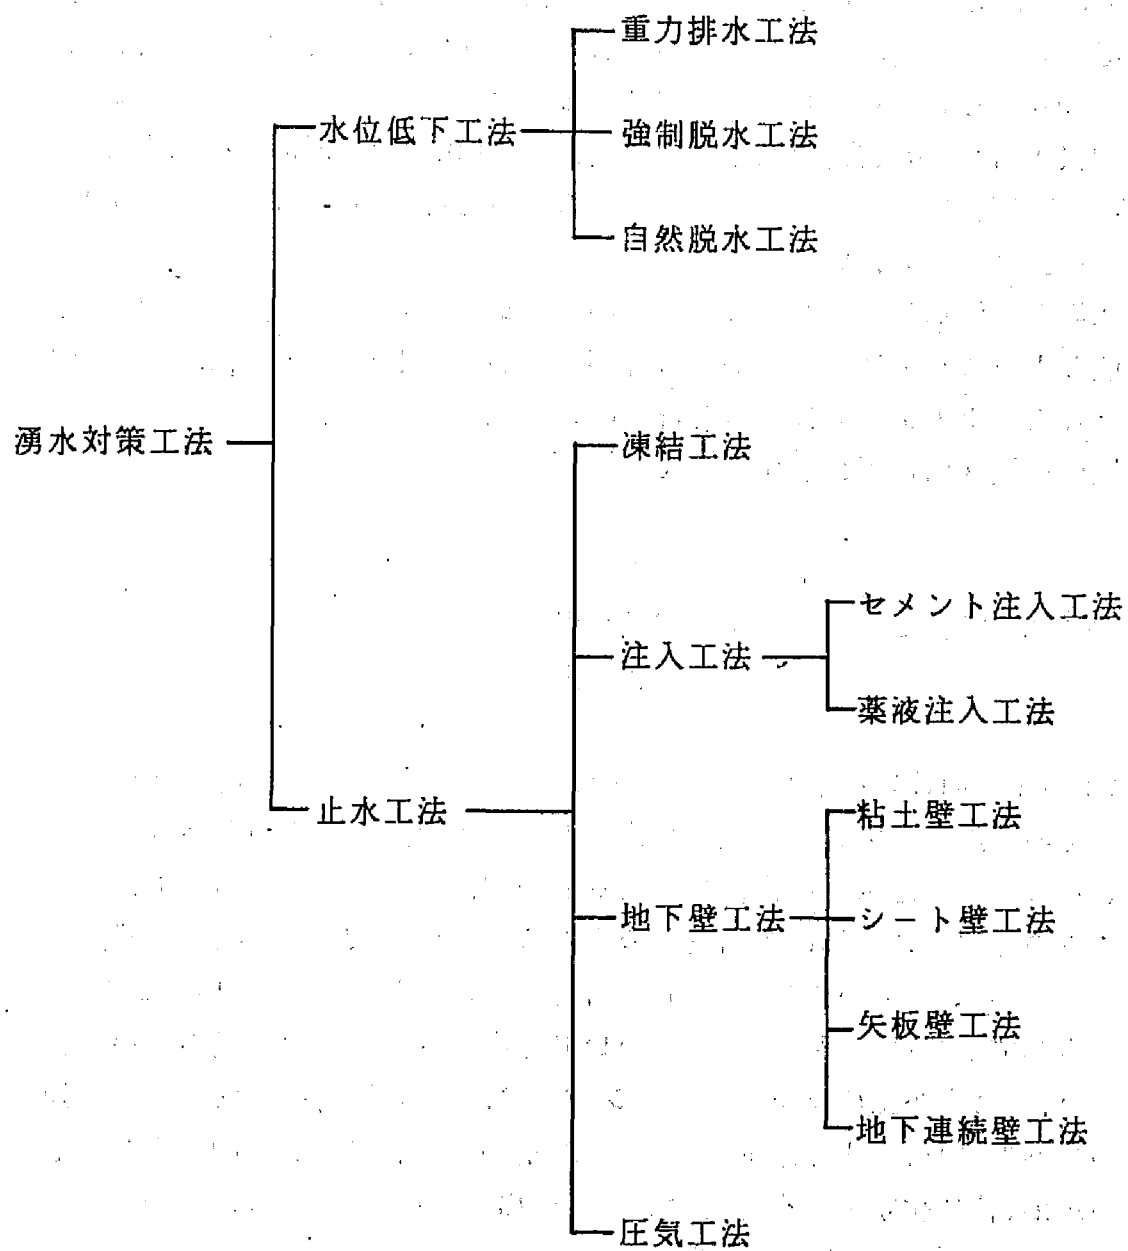 重力排水工法
水位低下工法
強制脱水工法
自然脱水工法
湧水対策工法
凍結工法
セメント注入工法
注入工法
薬液注入工法
止水工法
粘土壁工法
地下壁工法
シート壁工法
矢板壁工法
地下連続壁工法
圧気工法